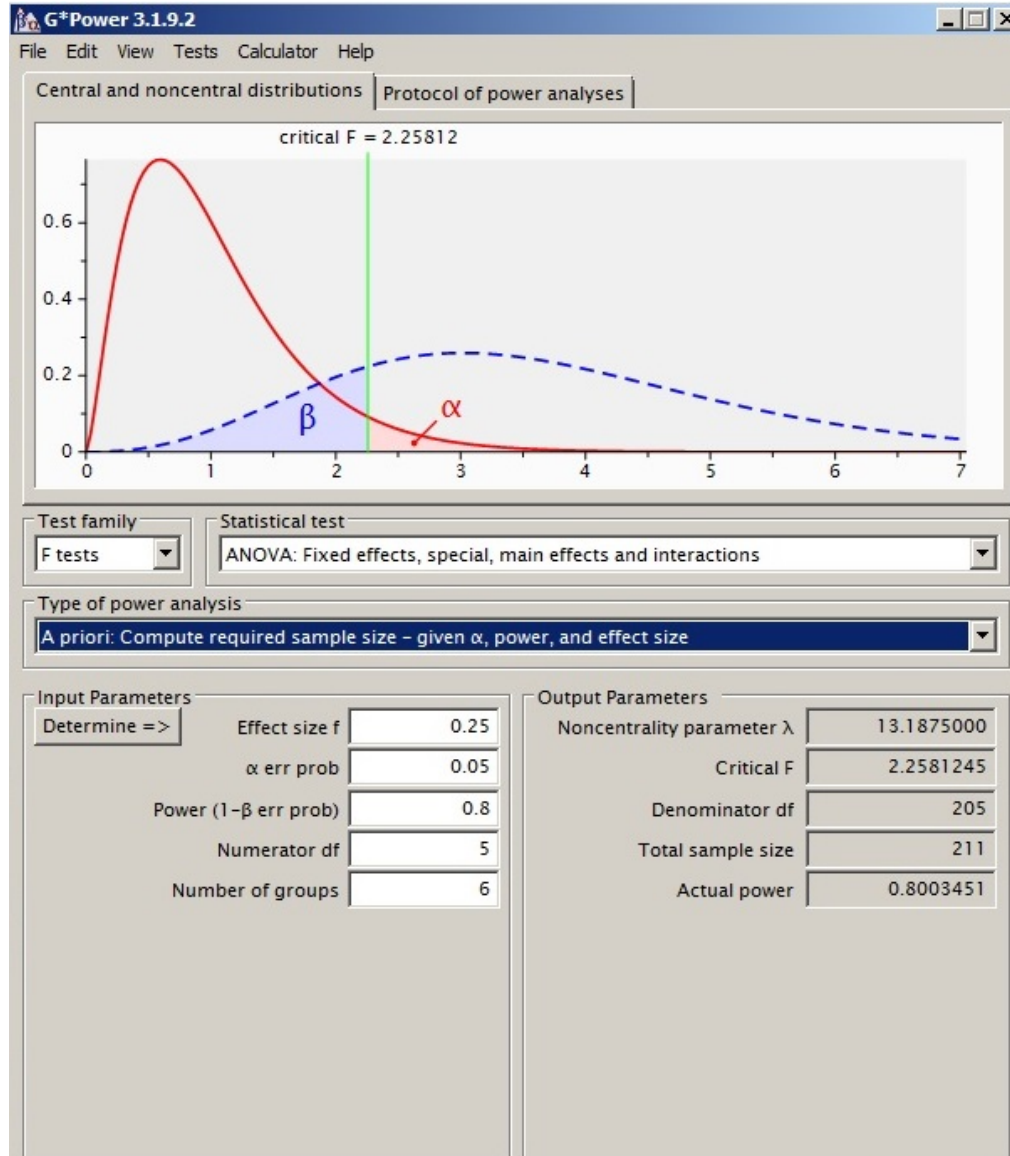 G*Power 3.1.9.2
File Edit View Tests Calculator Help
Central and noncentral distributions Protocol of power analyses
critical F = 2.25812
0.6
0.4
0.2
0
β
α
0 1 2 3 4 5 6 7
Test family
F tests
Statistical test
ANOVA: Fixed effects, special, main effects and interactions
Type of power analysis
A priori: Compute required sample size – given α, power, and effect size
Input Parameters
Determine =>
Effect size f 0.25
α err prob 0.05
Power (1–β err prob) 0.8
Numerator df 5
Number of groups 6
Output Parameters
Noncentrality parameter λ 13.1875000
Critical F 2.2581245
Denominator df 205
Total sample size 211
Actual power 0.8003451